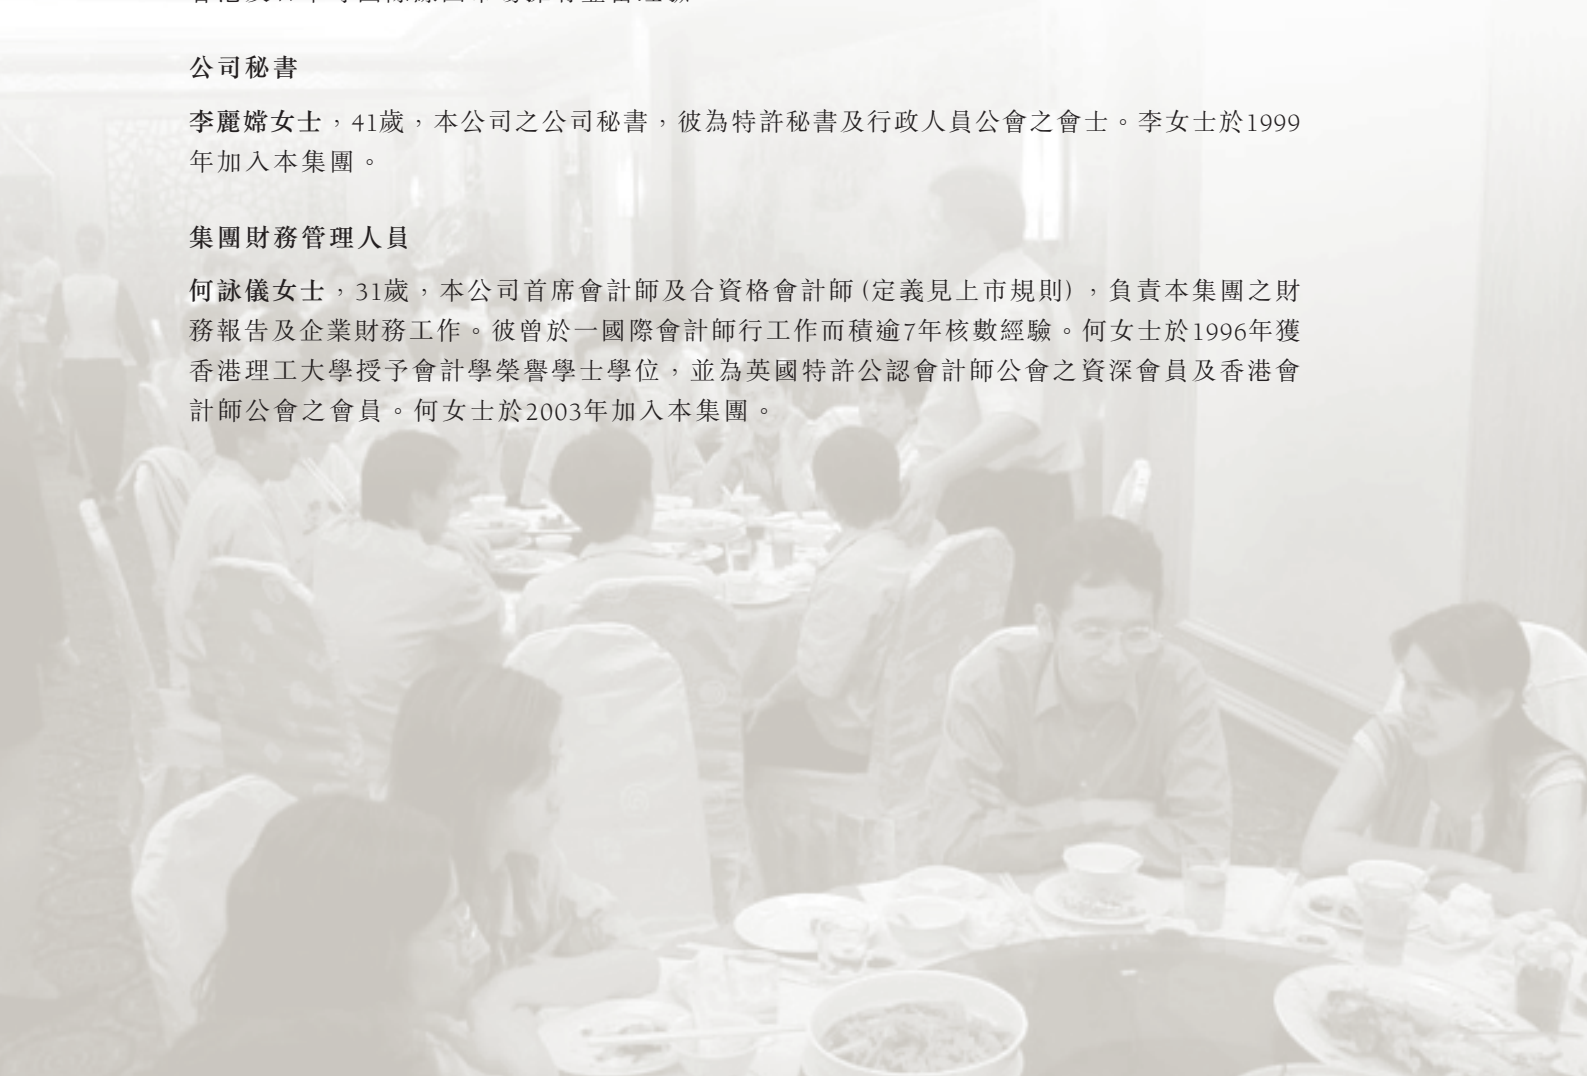 公司秘書
李麗嫦女士，41歲，本公司之公司秘書，彼為特許秘書及行政人員公會之會士。李女士於1999
年加入本集團。
集團財務管理人員
何詠儀女士，31歲，本公司首席會計師及合資格會計師（定義見上市規則），負責本集團之財
務報告及企業財務工作。彼曾於一國際會計師行工作而積逾7年核數經驗。何女士於1996年獲
香港理工大學授予會計學榮譽學士學位，並為英國特許公認會計師公會之資深會員及香港會
計師公會之會員。何女士於2003年加入本集團。